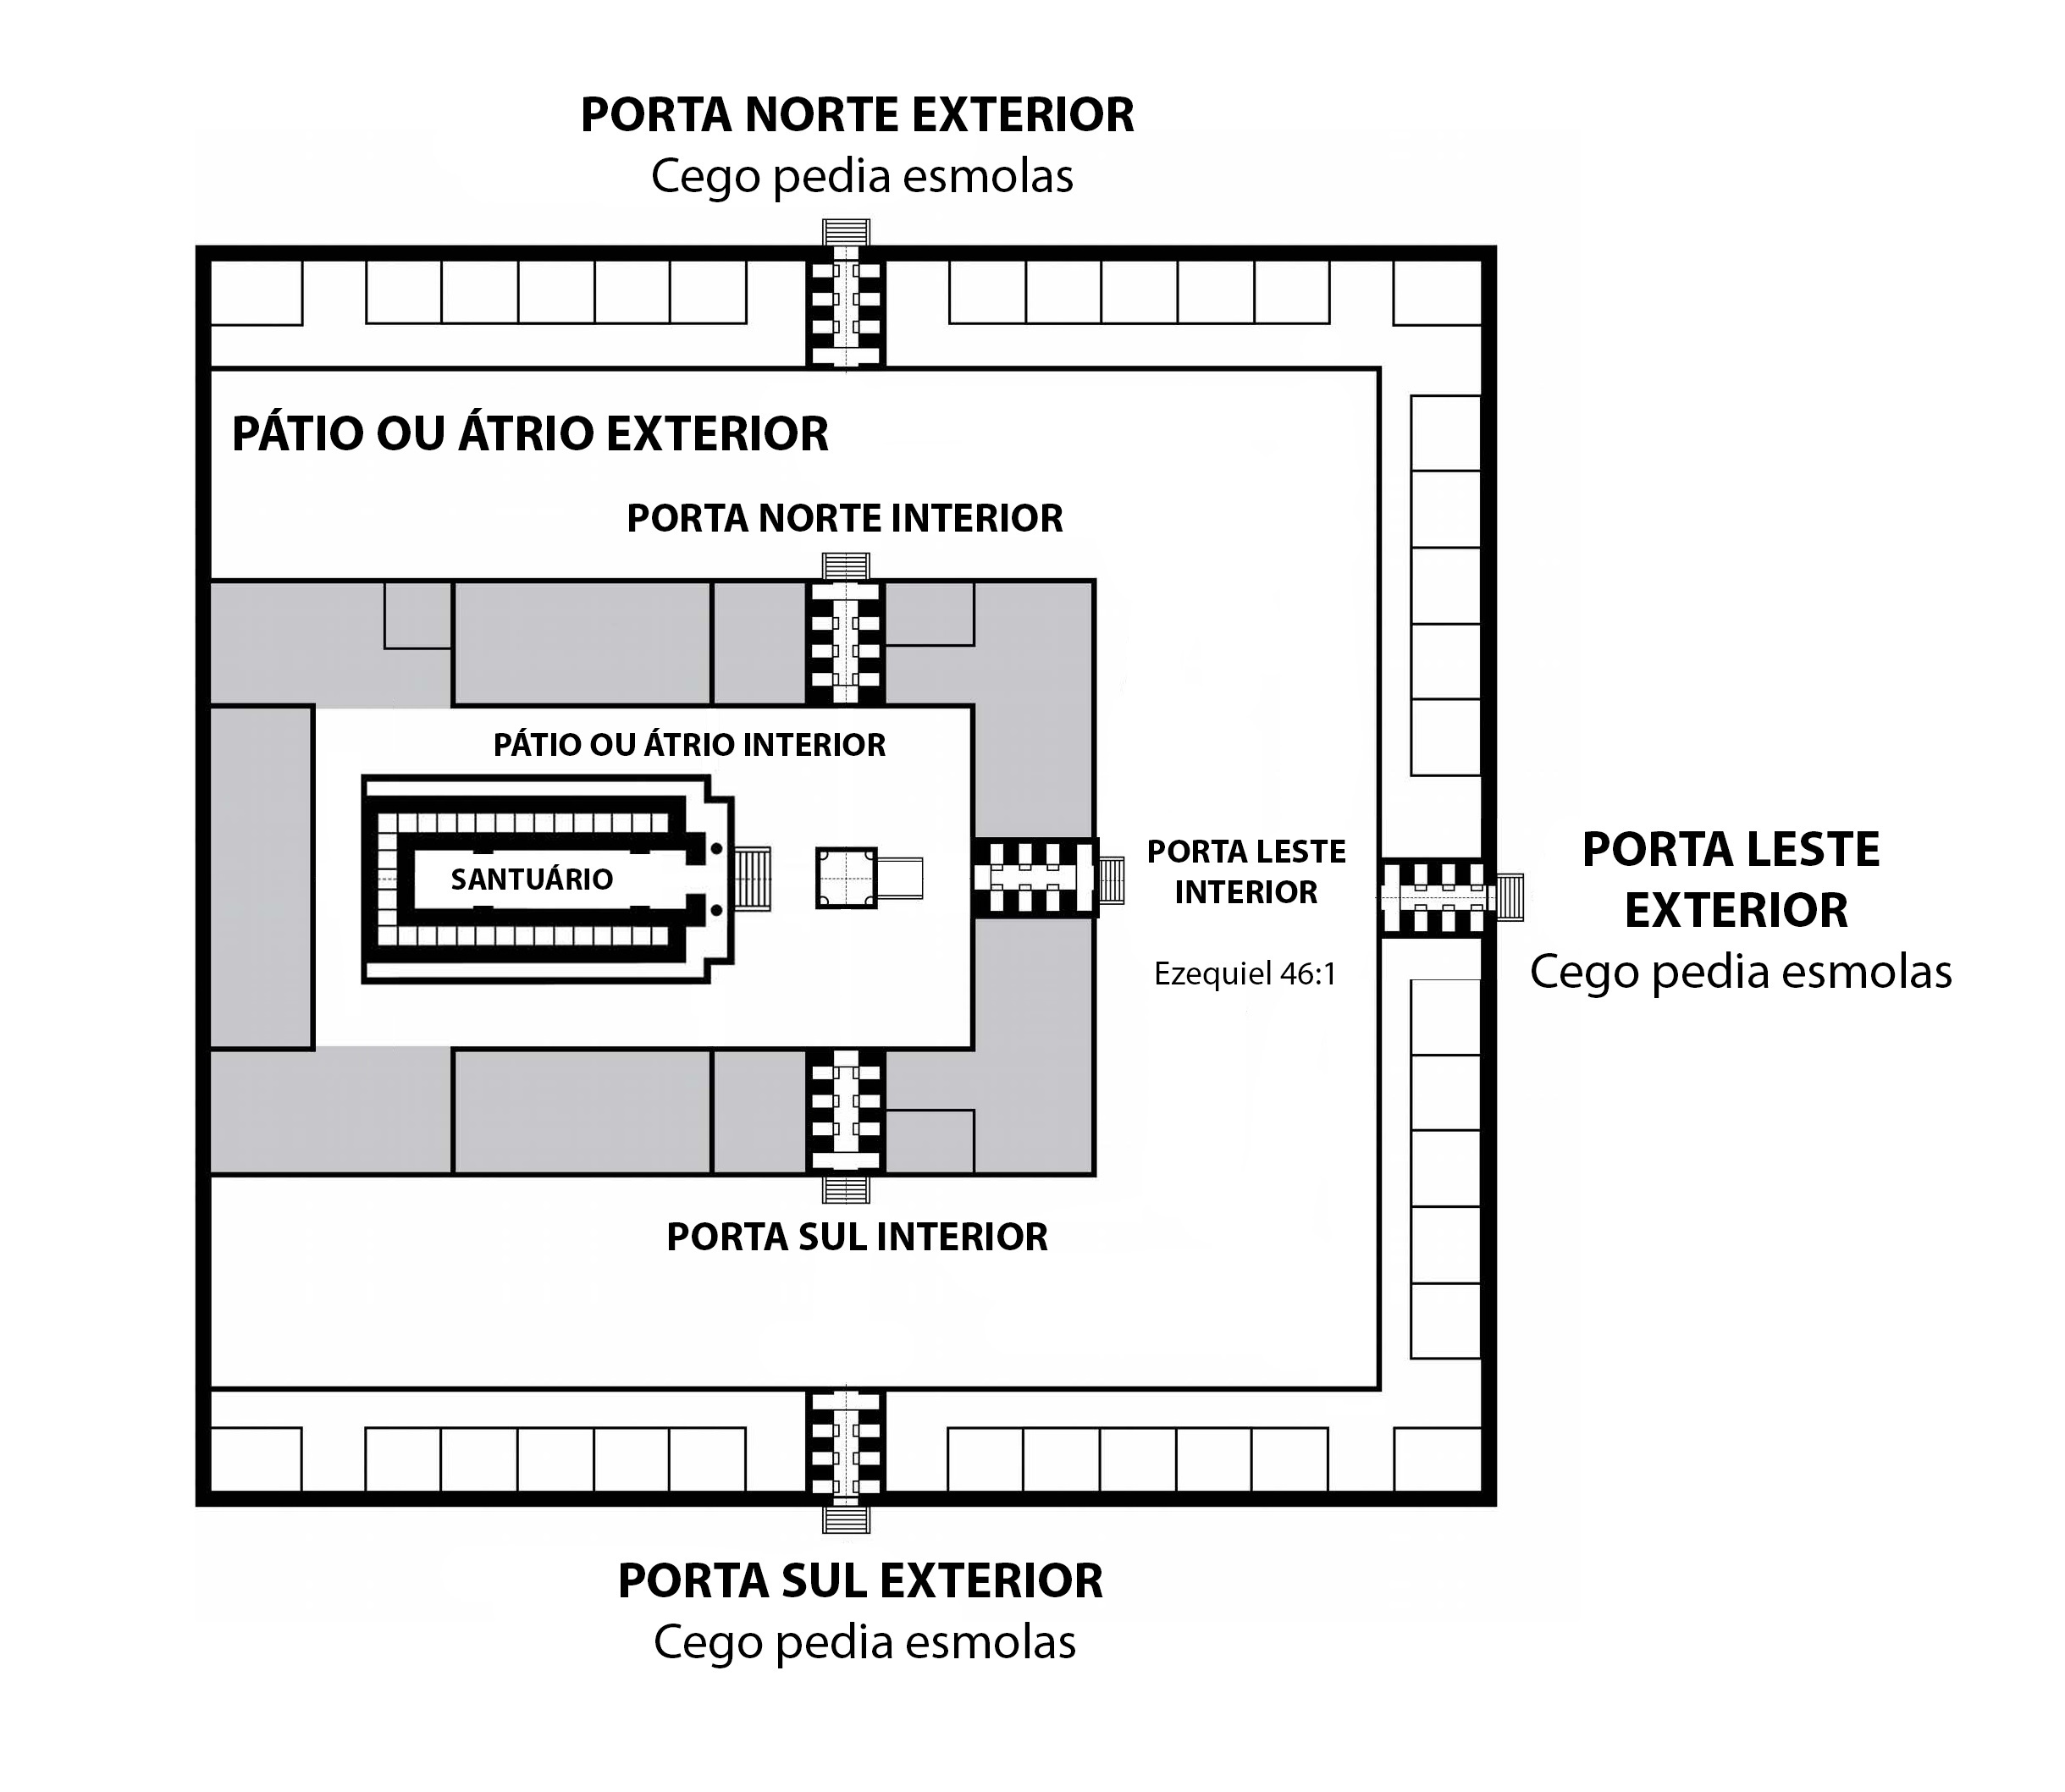 PORTA NORTE EXTERIOR
Cego pedia esmolas
PÁTIO OU ÁTRIO EXTERIOR
PORTA NORTE INTERIOR
PÁTIO OU ÁTRIO INTERIOR
SANTUÁRIO
PORTA LESTE
INTERIOR
Ezequiel 46:1
PORTA LESTE
EXTERIOR
Cego pedia esmolas
PORTA SUL INTERIOR
PORTA SUL EXTERIOR
Cego pedia esmolas